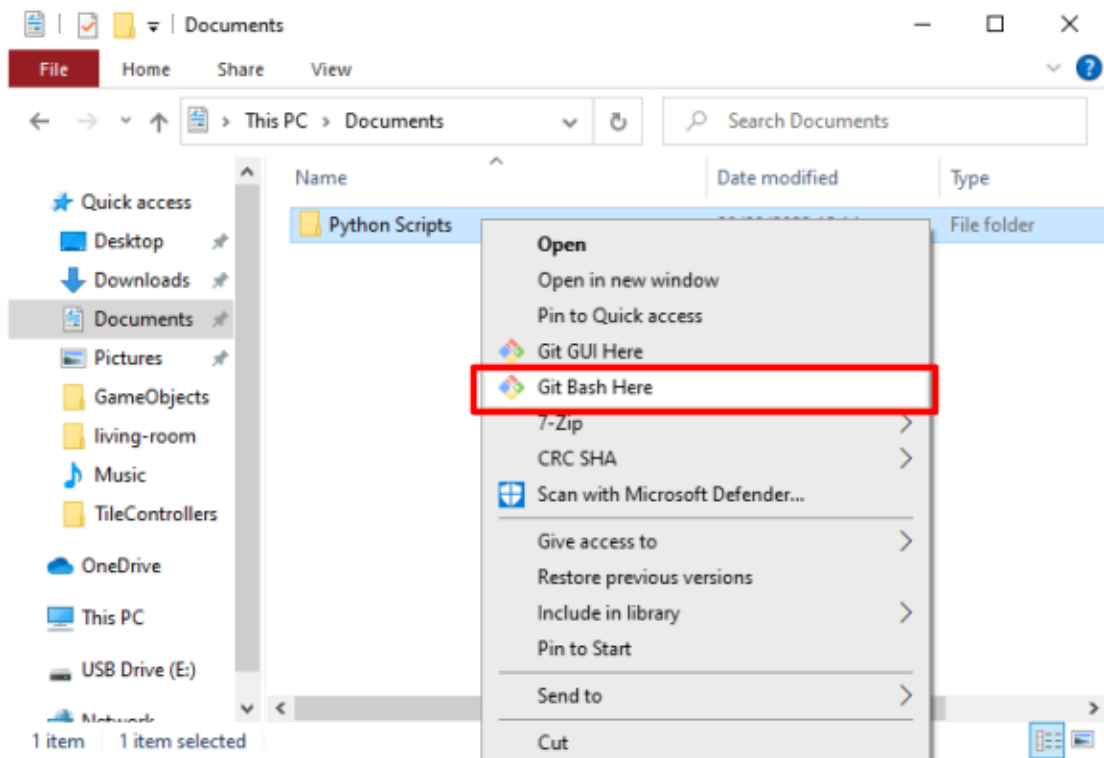 Documents
File Home Share View
This PC > Documents
Search Documents
Name Date modified Type
Quick access
Desktop
Downloads
Documents
Pictures
GameObjects
living-room
Music
TileControllers
OneDrive
This PC
USB Drive (E:)
Network
Python Scripts File folder
Open
Open in new window
Pin to Quick access
Git GUI Here
Git Bash Here
7-Zip
CRC SHA
Scan with Microsoft Defender...
Give access to
Restore previous versions
Include in library
Pin to Start
Send to
Cut
1 item 1 item selected